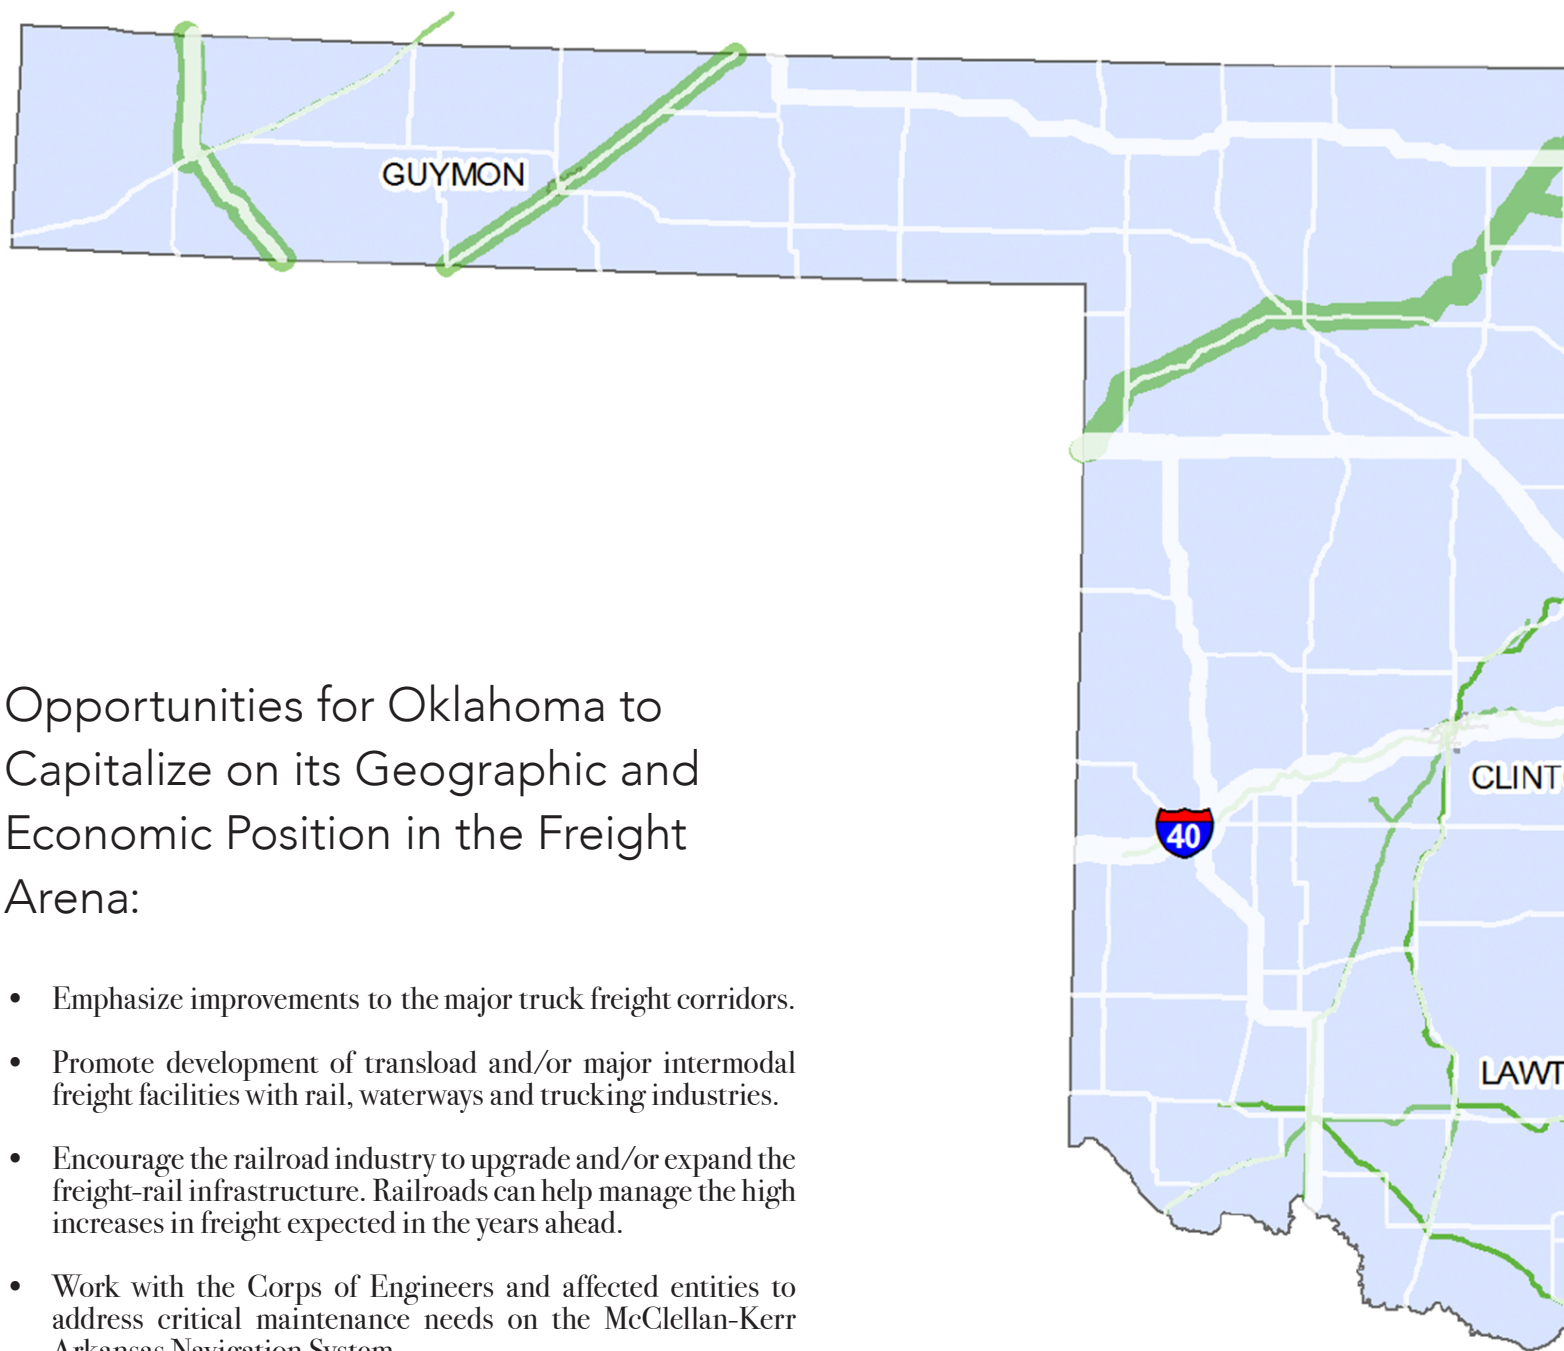 GUYMON
Opportunities for Oklahoma to
Capitalize on its Geographic and
Economic Position in the Freight
Arena:
• Emphasize improvements to the major truck freight corridors.
• Promote development of transload and/or major intermodal
freight facilities with rail, waterways and trucking industries.
• Encourage the railroad industry to upgrade and/or expand the
freight-rail infrastructure. Railroads can help manage the high
increases in freight expected in the years ahead.
• Work with the Corps of Engineers and affected entities to
address critical maintenance needs on the McClellan-Kerr
Arkansas Navigation System
CLINT
40
LAWT